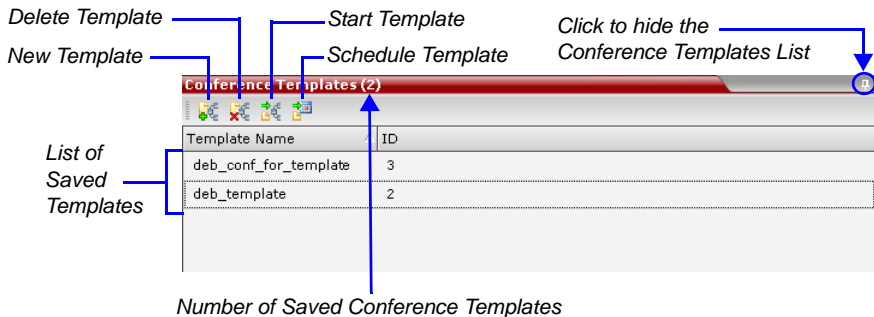 Delete Template
Start Template
Click to hide the
Conference Templates List
New Template
Schedule Template
Conference Templates (2)
Template Name
ID
List of
Saved
Templates
deb_conf_for_template
3
deb_template
2
Number of Saved Conference Templates